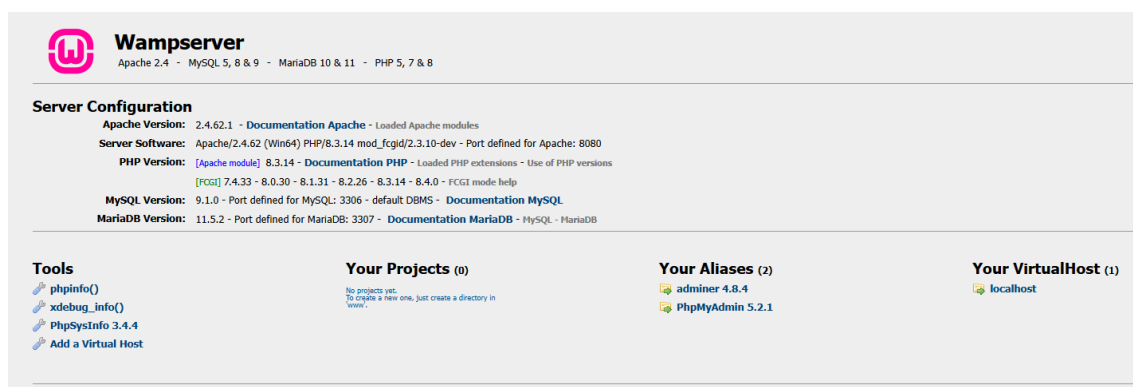 Wampserver
Apache 2.4 - MySQL 5, 8 & 9 - MariaDB 10 & 11 - PHP 5, 7 & 8
Server Configuration
Apache Version: 2.4.62.1 - Documentation Apache - Loaded Apache modules
Server Software: Apache/2.4.62 (Win64) PHP/8.3.14 mod_fcgid/2.3.10-dev - Port defined for Apache: 8080
PHP Version: [Apache module] 8.3.14 - Documentation PHP - Loaded PHP extensions - Use of PHP versions
[FCGI] 7.4.33 - 8.0.30 - 8.1.31 - 8.2.26 - 8.3.14 - 8.4.0 - FCGI mode help
MySQL Version: 9.1.0 - Port defined for MySQL: 3306 - default DBMS - Documentation MySQL
MariaDB Version: 11.5.2 - Port defined for MariaDB: 3307 - Documentation MariaDB - MySQL - MariaDB
Tools
phpinfo()
xdebug_info()
PhpSysInfo 3.4.4
Add a Virtual Host
Your Projects (0)
No projects yet.
To create a new one, just create a directory in
'www'.
Your Aliases (2)
adminer 4.8.4
PhpMyAdmin 5.2.1
Your VirtualHost (1)
localhost